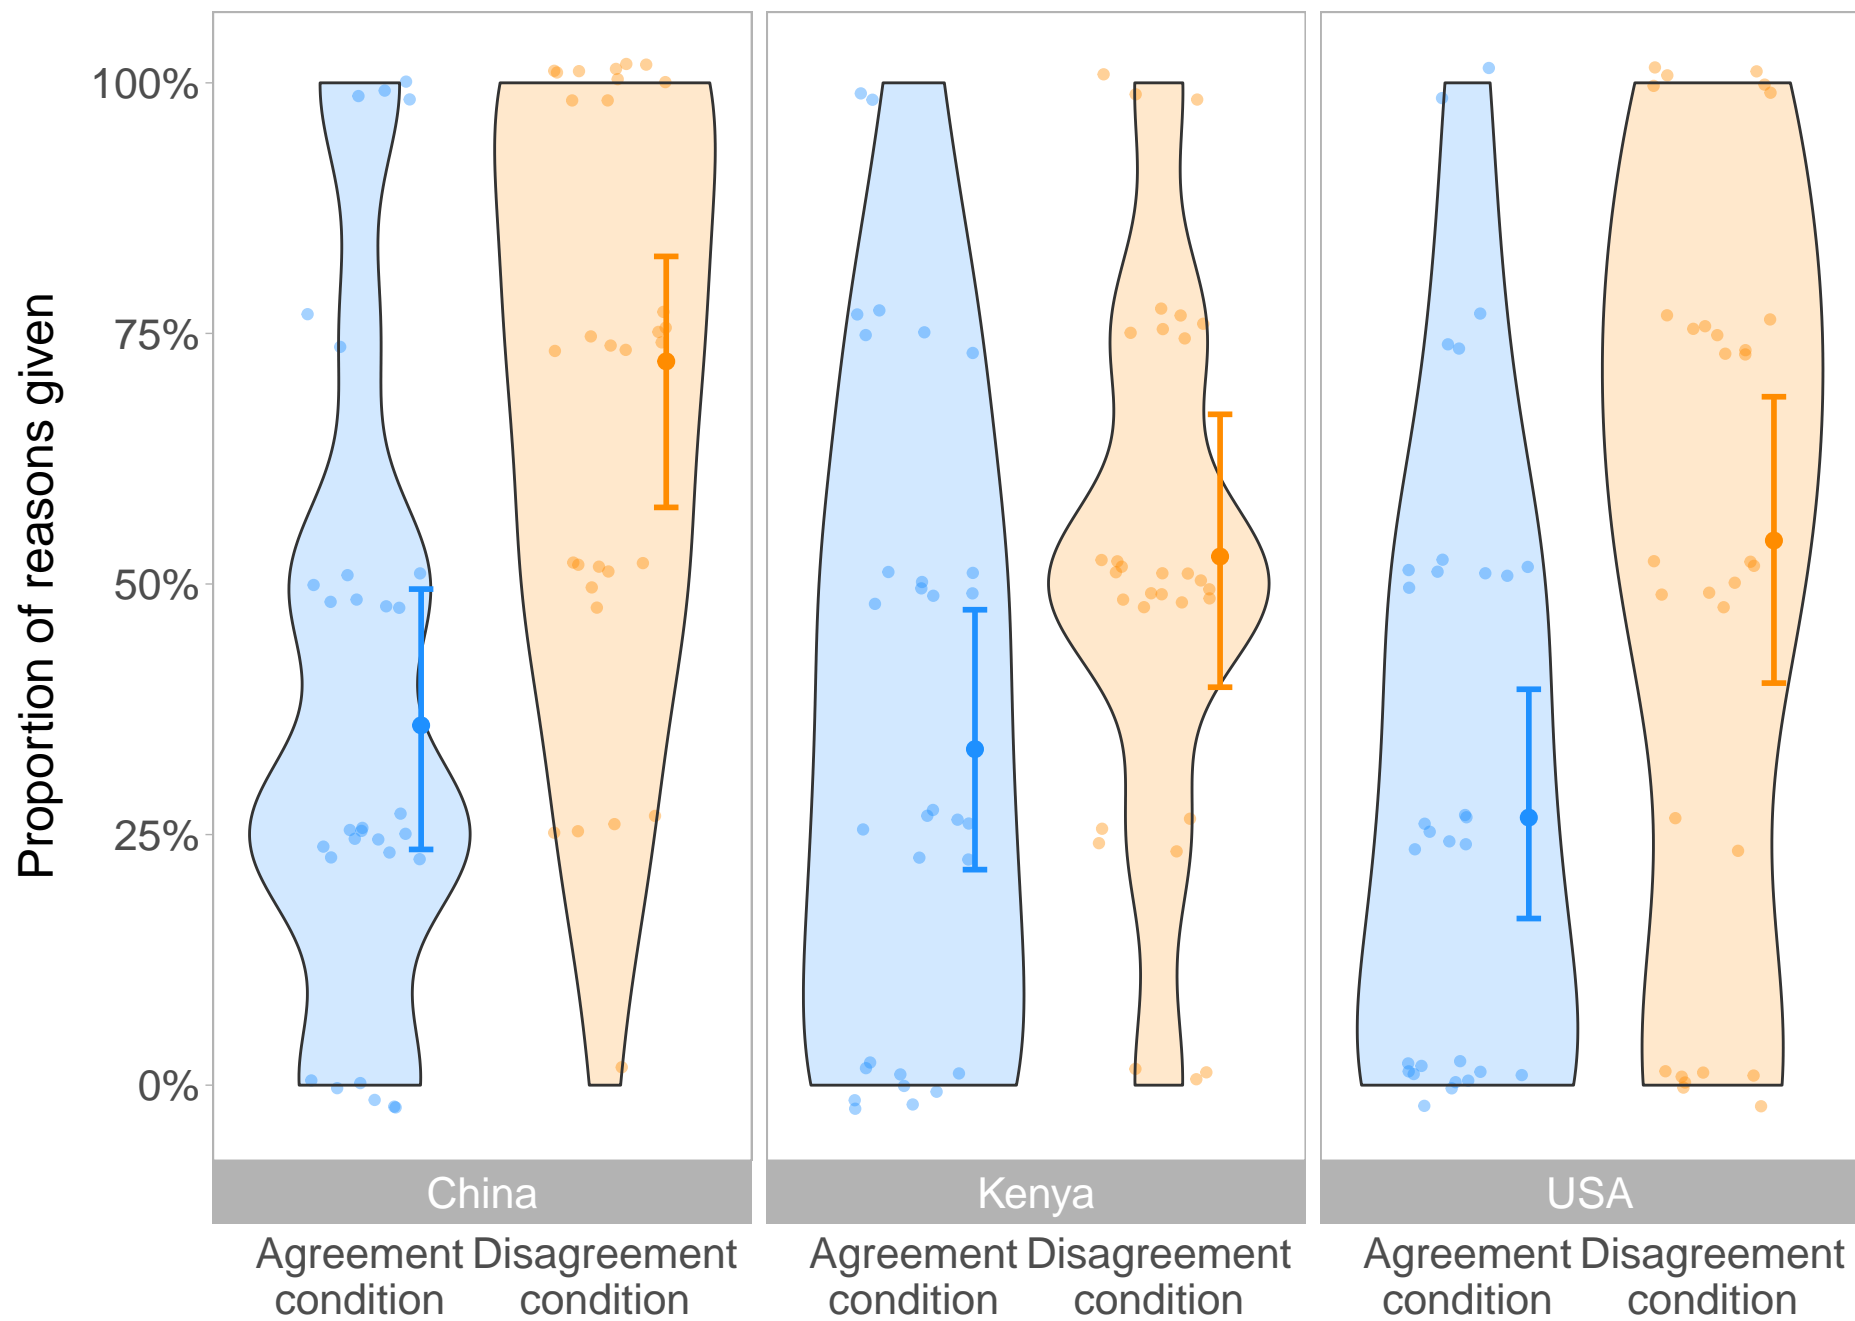 Proportion of reasons given
100%
75%
50%
25%
0%
China
Kenya
USA
Agreement condition
Disagreement condition
Agreement condition
Disagreement condition
Agreement condition
Disagreement condition